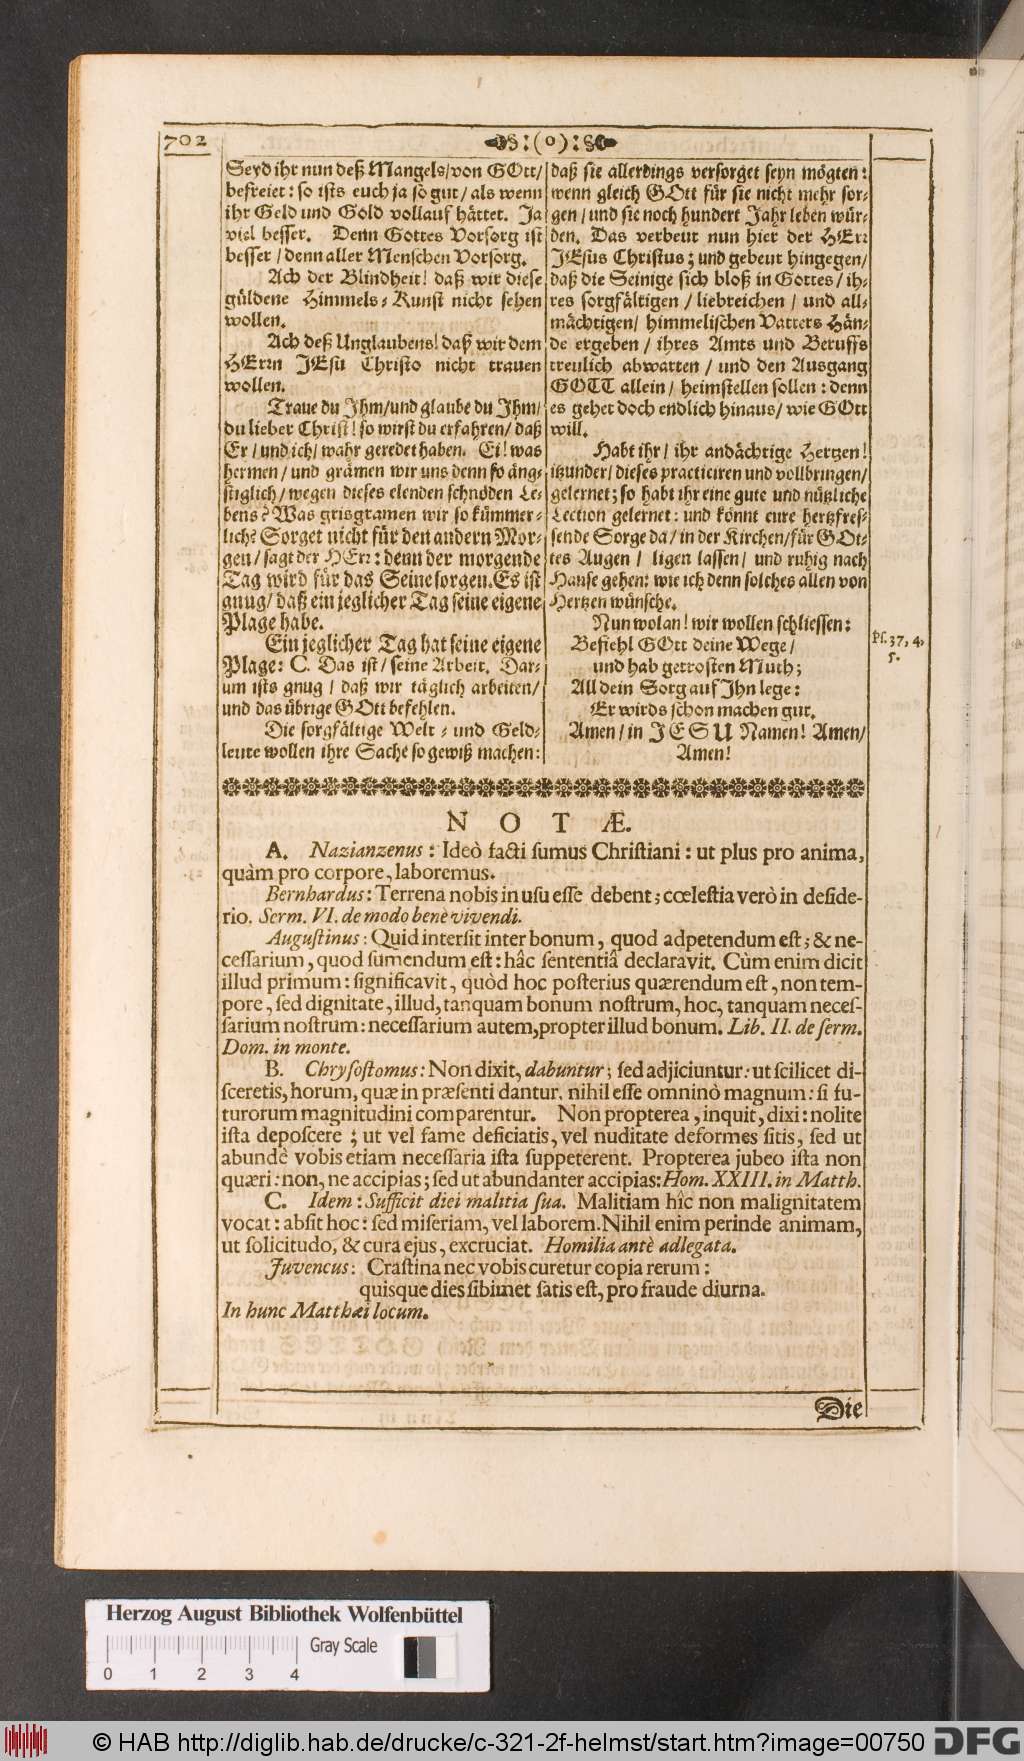 702
:(o):
Seyd ihr nun deß Mangels/von GOtt/
befreiet: so ists euch ja so gut/als wenn
ihr Geld und Gold vollauf hättet. Ja
viel besser. Denn Gottes Vorsorg ist
besser/denn aller Menschen Vorsorg.
Ach der Blindheit! daß wir diese
güldene Himmels-Kunst nicht sehen
wollen.
Ach deß Unglaubens! daß wir dem
HErrn JEsu Christo nicht trauen
wollen.
Traue du Ihm/und glaube du Ihm/
du lieber Christ! so wirst du erfahren/daß
Er/und ich/wahr geredet haben. Ei! was
hermen/und grämen wir uns denn so äng-
stiglich/wegen dieses elenden schnöden Le-
bens? Was grisgramen wir so kümmer-
lich? Sorget nicht für den andern Mor-
gen/sagt der HErr: denn der morgende
Tag wird für das Seine sorgen. Es ist
gnug/daß ein jeglicher Tag seine eigene
Plage habe.
Ein jeglicher Tag hat seine eigene
Plage: C. Das ist/seine Arbeit. Dar-
um ists gnug/daß wir täglich arbeiten/
und das übrige GOtt befehlen.
Die sorgfältige Welt- und Geld-
leute wollen ihre Sache so gewiß machen:
daß sie allerdings versorget seyn mögten:
wenn gleich GOtt für sie nicht mehr sor-
gen/und sie noch hundert Jahr leben wür-
den. Das verbeut nun hier der HErr
JEsus Christus; und gebeut hingegen/
daß die Seinige sich bloß in Gottes/ih-
res sorgfältigen/liebreichen/und all-
mächtigen/himmelischen Vatters Hän-
de ergeben/ihres Amts und Beruffs
treulich abwarten/und den Ausgang
GOTT allein/heimstellen sollen: denn
es gehet doch endlich hinaus/wie GOtt
will.
Habt ihr/ihr andächtige Hertzen!
itzunder/dieses practiciren und vollbringen/
gelernet; so habt ihr eine gute und nützliche
Lection gelernet: und könnt eure hertzfres-
sende Sorge da/in der Kirchen/für GOt-
tes Augen/ligen lassen/und ruhig nach
Hause gehen: wie ich denn solches allen von
Hertzen wünsche.
Nun wolan! wir wollen schliessen:
Befiehl GOtt deine Wege/
und hab getrosten Muth;
All dein Sorg auf Ihn lege:
Er wirds schon machen gut.
Amen/in JESU Namen! Amen/
Amen!
Ps. 37, 4,
5.
NOTÆ.
A. Nazianzenus: Ideò facti sumus Christiani: ut plus pro anima,
quàm pro corpore, laboremus.
Bernhardus: Terrena nobis in usu esse debent; cœlestia verò in deside-
rio. Serm. VI. de modo benè vivendi.
Augustinus: Quid intersit inter bonum, quod adpetendum est; & ne-
cessarium, quod sumendum est: hâc sententiâ declaravit. Cùm enim dicit
illud primum: significavit, quòd hoc posterius quærendum est, non tem-
pore, sed dignitate, illud, tanquam bonum nostrum, hoc, tanquam neces-
sarium nostrum: necessarium autem, propter illud bonum. Lib. II. de serm.
Dom. in monte.
B. Chrysostomus: Non dixit, dabuntur; sed adjiciuntur: ut scilicet di-
sceretis, horum, quæ in præsenti dantur, nihil esse omninò magnum: si fu-
turorum magnitudini comparentur. Non propterea, inquit, dixi: nolite
ista deposcere; ut vel fame deficiatis, vel nuditate deformes sitis, sed ut
abundè vobis etiam necessaria ista suppeterent. Propterea jubeo ista non
quæri: non, ne accipias; sed ut abundanter accipias: Hom. XXIII. in Matth.
C. Idem: Sufficit diei malitia sua. Malitiam hîc non malignitatem
vocat: absit hoc: sed miseriam, vel laborem. Nihil enim perinde animam,
ut solicitudo, & cura ejus, excruciat. Homilia antè adlegata.
Juvencus: Crastina nec vobis curetur copia rerum:
quisque dies sibimet satis est, pro fraude diurna.
In hunc Matthæi locum.
Die
Herzog August Bibliothek Wolfenbüttel
Gray Scale
0 1 2 3 4
© HAB http://diglib.hab.de/drucke/c-321-2f-helmst/start.htm?image=00750
DFG